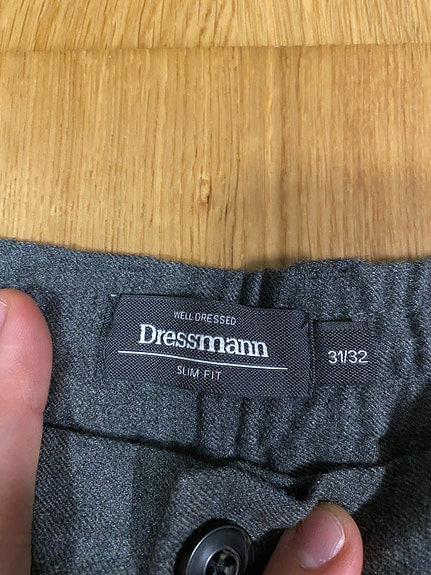 WELL DRESSED
Dressmann
SLIM FIT
31/32